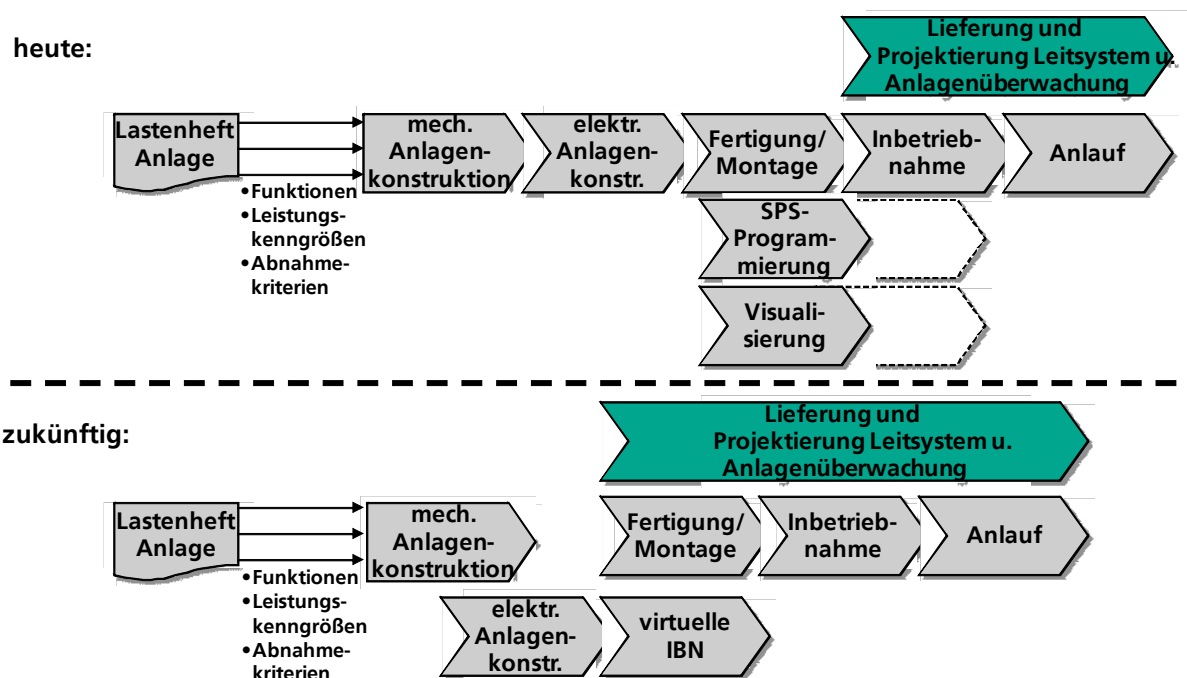 heute:
Lieferung und
Projektierung Leitsystem u.
Anlagenüberwachung
Lastenheft
Anlage
•Funktionen
•Leistungs-
kenngrößen
•Abnahme-
kriterien
mech.
Anlagen-
konstruktion
elektr.
Anlagen-
konstr.
Fertigung/
Montage
Inbetrieb-
nahme
Anlauf
SPS-
Program-
mierung
Visuali-
sierung
zukünftig:
Lieferung und
Projektierung Leitsystem u.
Anlagenüberwachung
Lastenheft
Anlage
•Funktionen
•Leistungs-
kenngrößen
•Abnahme-
kriterien
mech.
Anlagen-
konstruktion
Fertigung/
Montage
Inbetrieb-
nahme
Anlauf
elektr.
Anlagen-
konstr.
virtuelle
IBN